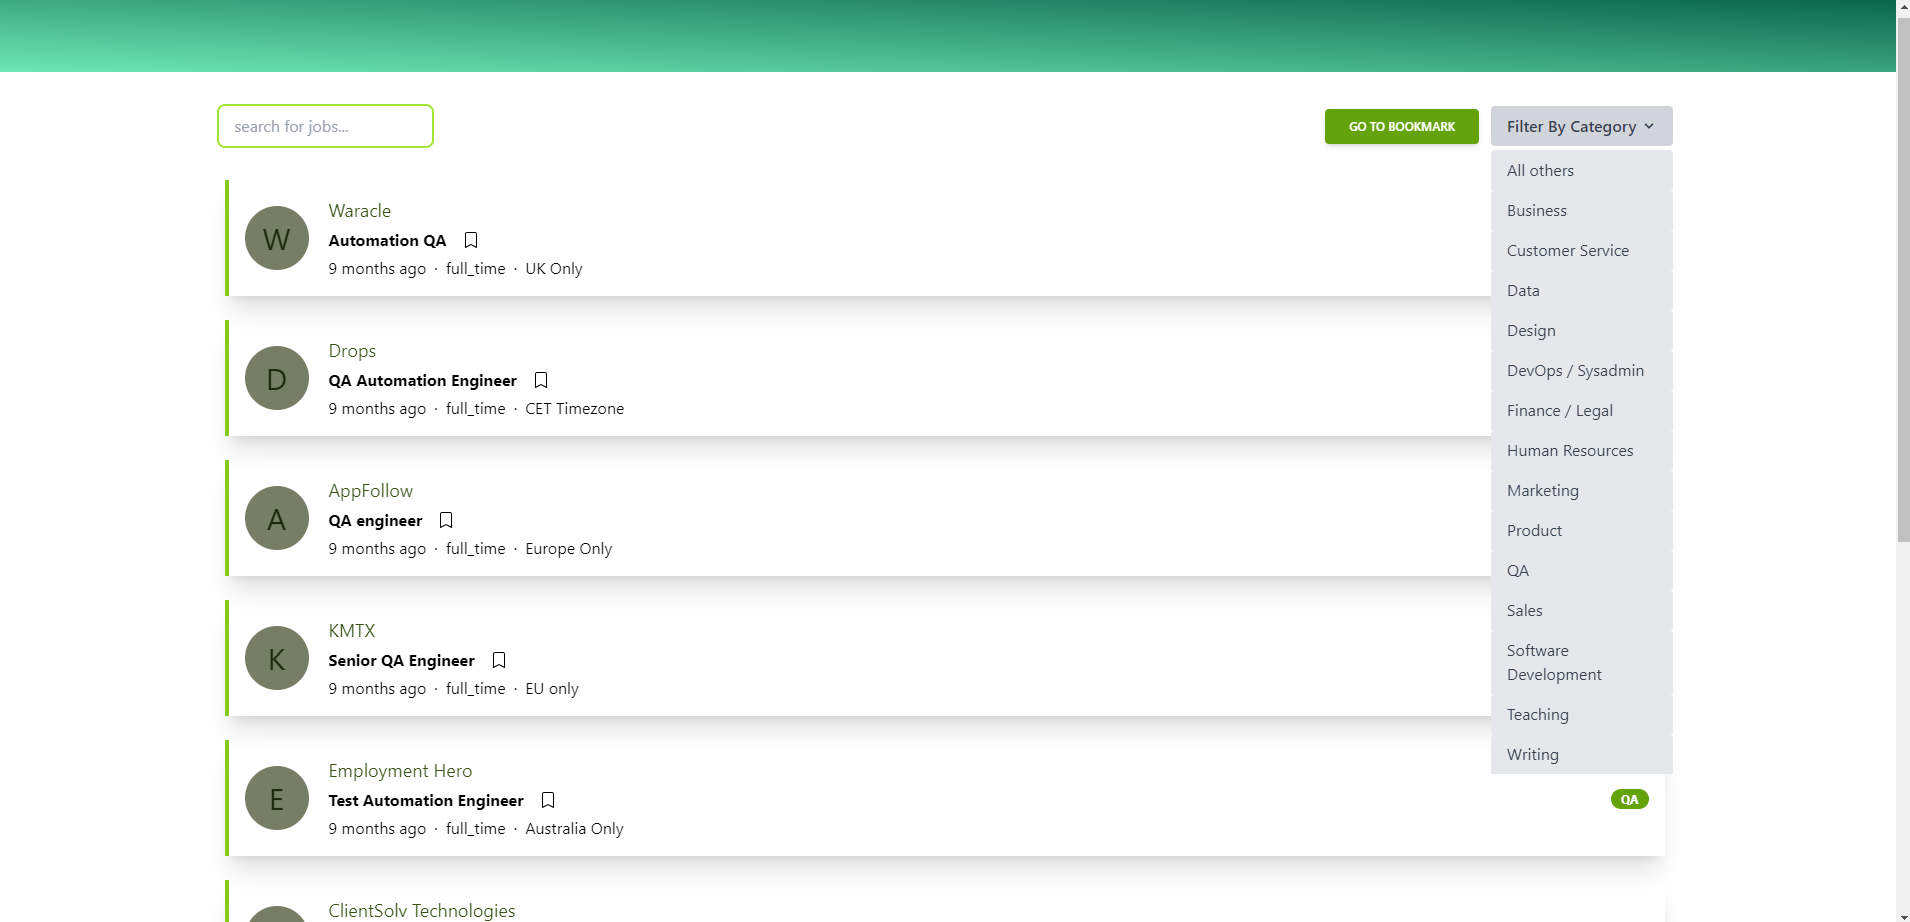 search for jobs...
GO TO BOOKMARK
Filter By Category
All others
Business
Customer Service
Data
Design
DevOps / Sysadmin
Finance / Legal
Human Resources
Marketing
Product
QA
Sales
Software
Development
Teaching
Writing
W
Waracle
Automation QA
9 months ago · full_time · UK Only
D
Drops
QA Automation Engineer
9 months ago · full_time · CET Timezone
A
AppFollow
QA engineer
9 months ago · full_time · Europe Only
K
KMTX
Senior QA Engineer
9 months ago · full_time · EU only
E
Employment Hero
Test Automation Engineer
9 months ago · full_time · Australia Only
QA
ClientSolv Technologies